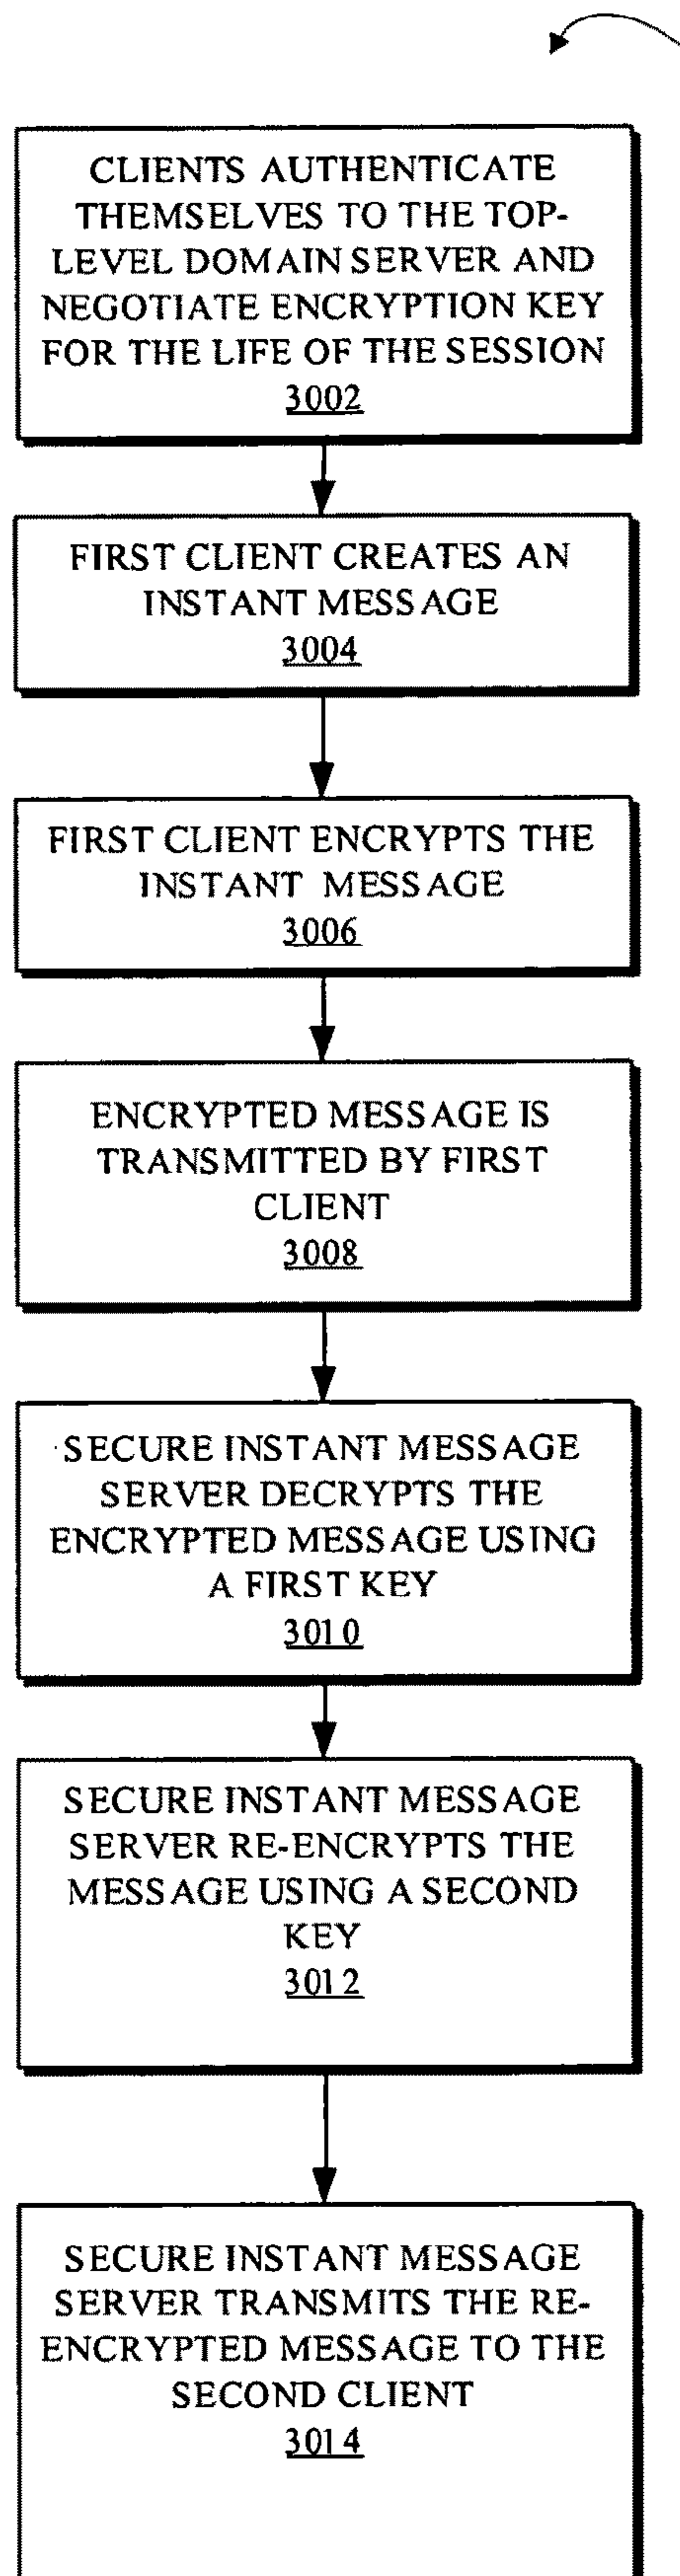 CLIENTS AUTHENTICATE
THEMSELVES TO THE TOP-
LEVEL DOMAIN SERVER AND
NEGOTIATE ENCRYPTION KEY
FOR THE LIFE OF THE SESSION
3002
FIRST CLIENT CREATES AN
INSTANT MESSAGE
3004
FIRST CLIENT ENCRYPTS THE
INSTANT MESSAGE
3006
ENCRYPTED MESSAGE IS
TRANSMITTED BY FIRST
CLIENT
3008
SECURE INSTANT MESSAGE
SERVER DECRYPTS THE
ENCRYPTED MESSAGE USING
A FIRST KEY
3010
SECURE INSTANT MESSAGE
SERVER RE-ENCRYPTS THE
MESSAGE USING A SECOND
KEY
3012
SECURE INSTANT MESSAGE
SERVER TRANSMITS THE RE-
ENCRYPTED MESSAGE TO THE
SECOND CLIENT
3014